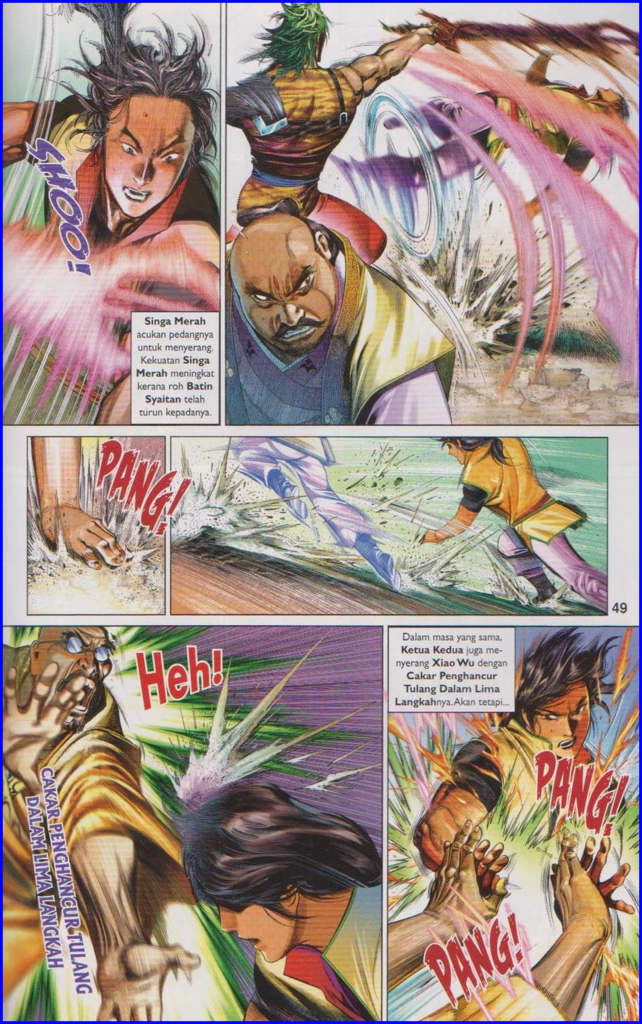 SHOO!
Singa Merah
acukan pedangnya
untuk menyerang.
Kekuatan Singa
Merah meningkat
kerana roh Batin
Syaitan telah
turun kepadanya.
PANG!
49
Heh!
CAKAR PENGHANCUR TULANG
DALAM LIMA LANGKAH
Dalam masa yang sama,
Ketua Kedua juga me-
nyerang Xiao Wu dengan
Cakar Penghancur
Tulang Dalam Lima
Langkahnya. Akan tetapi...
PANG!
PANG!